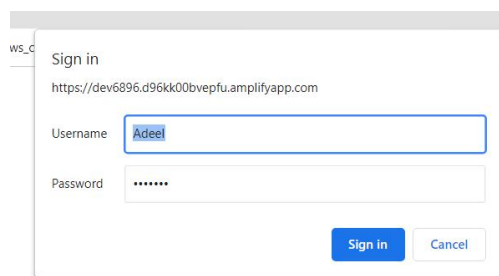 ws_c
Sign in
https://dev6896.d96kk00bvepfu.amplifyapp.com
Username Adeel
Password •••••••
Sign in Cancel